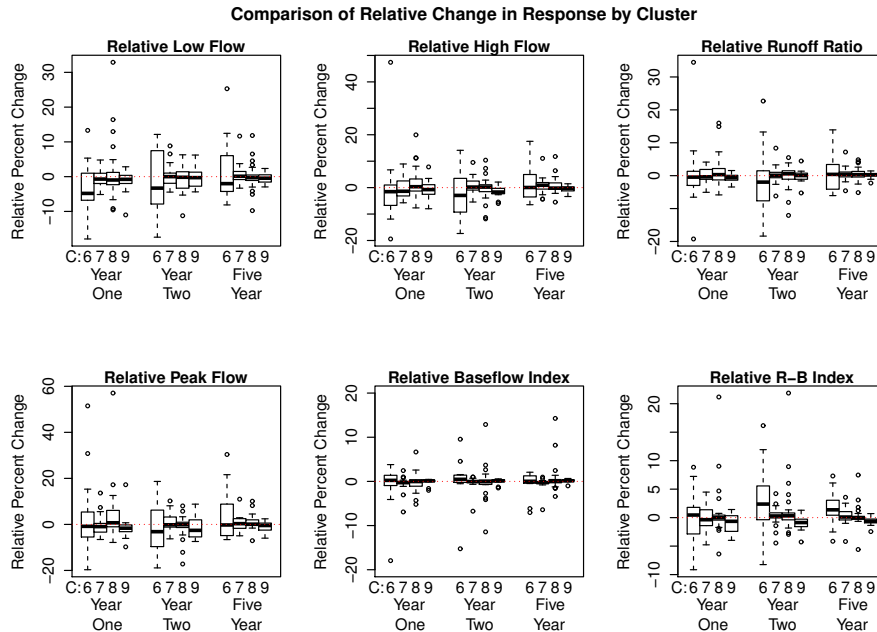 Comparison of Relative Change in Response by Cluster
Relative Low Flow
Relative Percent Change
30
20
10
0
−10
C: 6 7 8 9 6 7 8 9 6 7 8 9
Year Year Five
One Two Year
Relative High Flow
Relative Percent Change
40
20
0
−20
C: 6 7 8 9 6 7 8 9 6 7 8 9
Year Year Five
One Two Year
Relative Runoff Ratio
Relative Percent Change
30
10
0
−20
C: 6 7 8 9 6 7 8 9 6 7 8 9
Year Year Five
One Two Year
Relative Peak Flow
Relative Percent Change
60
40
20
0
−20
C: 6 7 8 9 6 7 8 9 6 7 8 9
Year Year Five
One Two Year
Relative Baseflow Index
Relative Percent Change
20
10
0
−10
−20
C: 6 7 8 9 6 7 8 9 6 7 8 9
Year Year Five
One Two Year
Relative R−B Index
Relative Percent Change
20
10
5
0
−10
C: 6 7 8 9 6 7 8 9 6 7 8 9
Year Year Five
One Two Year